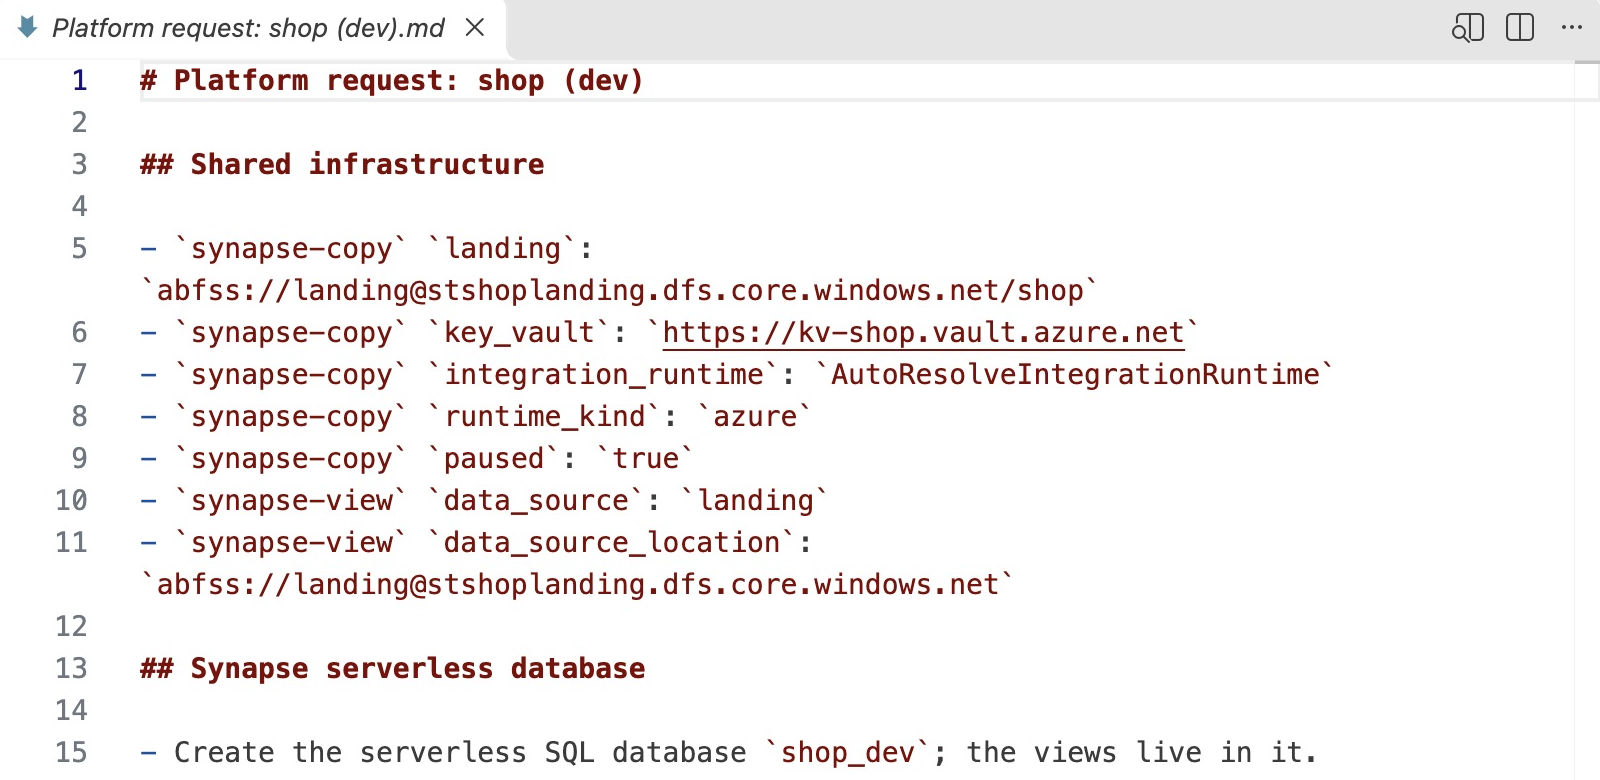 Platform request: shop (dev).md
1 # Platform request: shop (dev)
2
3 ## Shared infrastructure
4
5 - `synapse-copy` `landing`:
`abfss://landing@stshoplanding.dfs.core.windows.net/shop`
6 - `synapse-copy` `key_vault`: `https://kv-shop.vault.azure.net`
7 - `synapse-copy` `integration_runtime`: `AutoResolveIntegrationRuntime`
8 - `synapse-copy` `runtime_kind`: `azure`
9 - `synapse-copy` `paused`: `true`
10 - `synapse-view` `data_source`: `landing`
11 - `synapse-view` `data_source_location`:
`abfss://landing@stshoplanding.dfs.core.windows.net`
12
13 ## Synapse serverless database
14
15 - Create the serverless SQL database `shop_dev`; the views live in it.